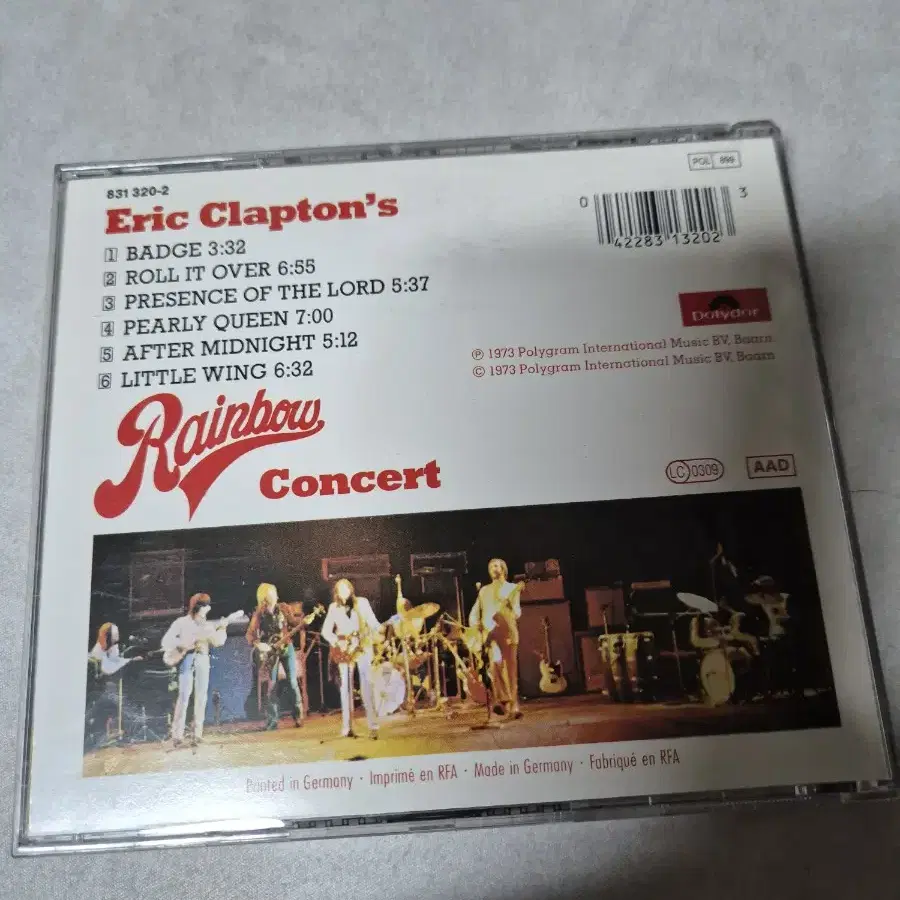 831 320-2
POL 899
Eric Clapton's
0 42283 13202 3
1 BADGE 3:32
2 ROLL IT OVER 6:55
3 PRESENCE OF THE LORD 5:37
4 PEARLY QUEEN 7:00
5 AFTER MIDNIGHT 5:12
6 LITTLE WING 6:32
Polydor
℗ 1973 Polygram International Music BV, Baarn
© 1973 Polygram International Music BV, Baarn
Rainbow
Concert
LC 0309
AAD
Printed in Germany · Imprimé en RFA · Made in Germany · Fabriqué en RFA